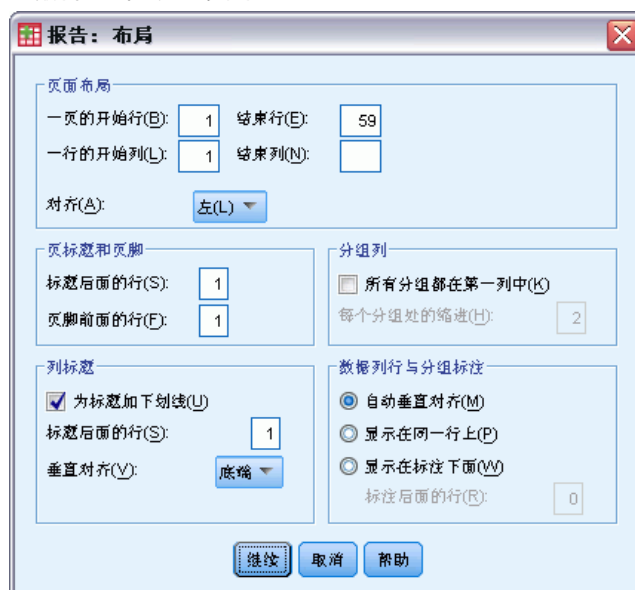 报告：布局
页面布局
一页的开始行(B): 1 结束行(E): 59
一行的开始列(L): 1 结束列(N):
对齐(A): 左(L)
页标题和页脚
标题后面的行(S): 1
页脚前面的行(F): 1
分组列
所有分组都在第一列中(K)
每个分组处的缩进(H): 2
列标题
为标题加下划线(U)
标题后面的行(S): 1
垂直对齐(V): 底端
数据列行与分组标注
自动垂直对齐(M)
显示在同一行上(P)
显示在标注下面(W)
标注后面的行(R): 0
继续 取消 帮助